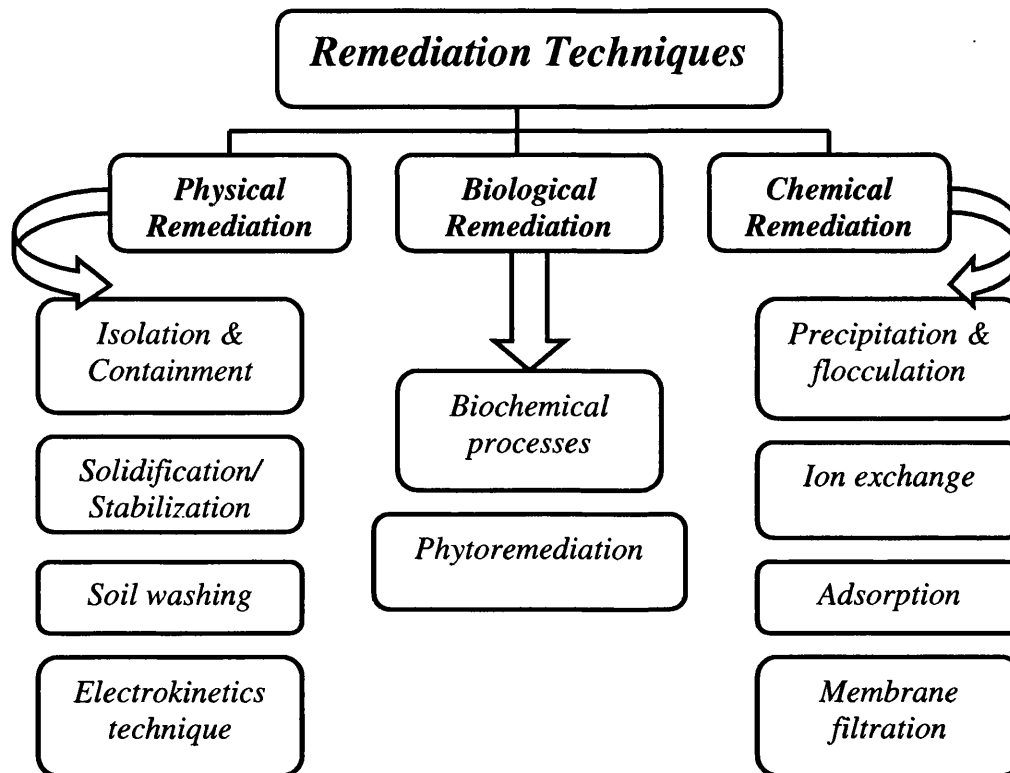 Remediation Techniques
Physical
Remediation
Biological
Remediation
Chemical
Remediation
Isolation &
Containment
Solidification/
Stabilization
Soil washing
Electrokinetics
technique
Biochemical
processes
Phytoremediation
Precipitation &
flocculation
Ion exchange
Adsorption
Membrane
filtration